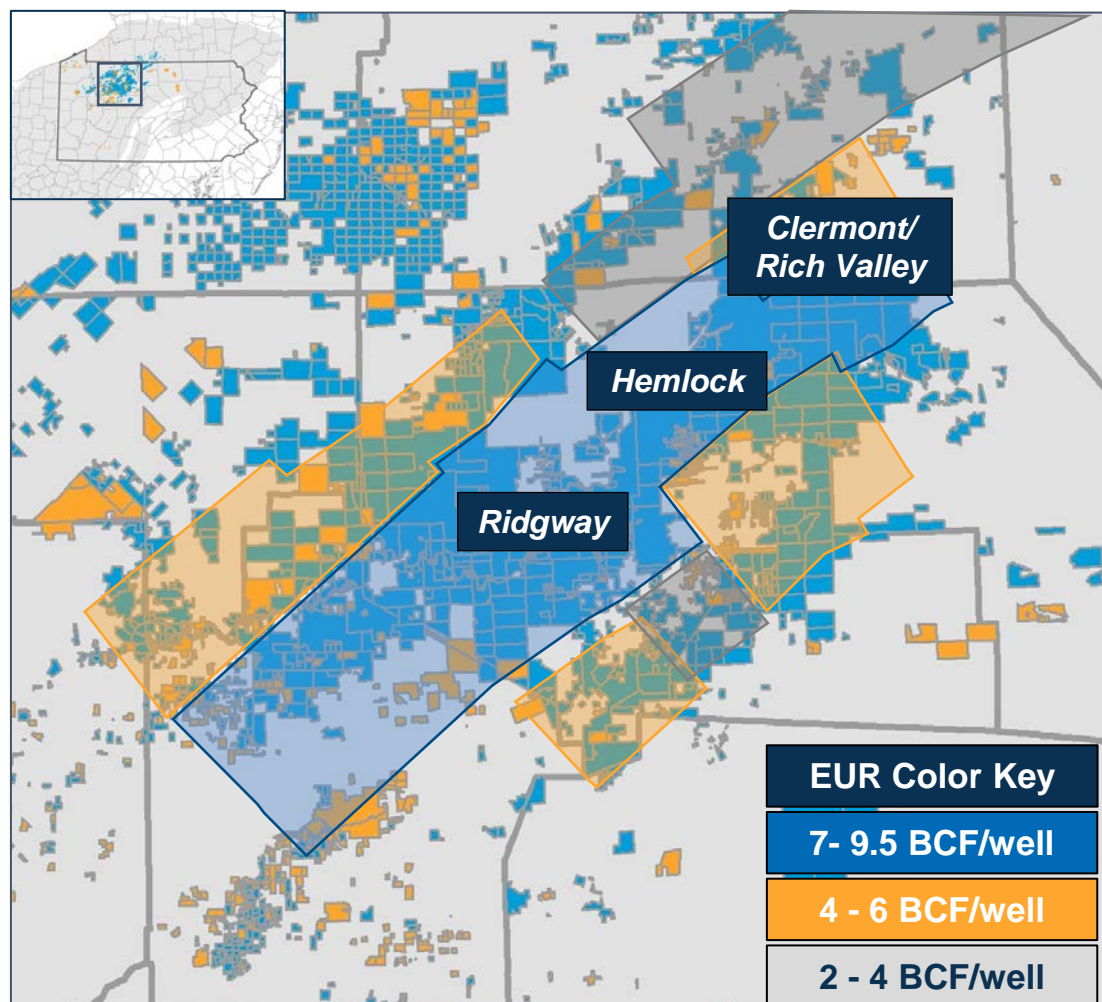 Clermont/
Rich Valley
Hemlock
Ridgway
EUR Color Key
7- 9.5 BCF/well
4 - 6 BCF/well
2 - 4 BCF/well